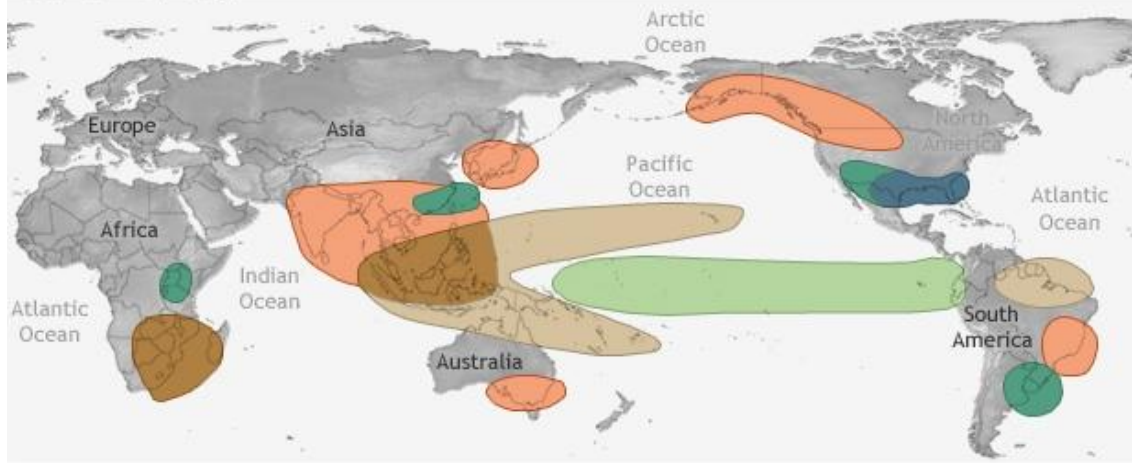 Arctic
Ocean
Europe
Asia
North
America
Pacific
Ocean
Atlantic
Ocean
Africa
Indian
Ocean
Atlantic
Ocean
South
America
Australia